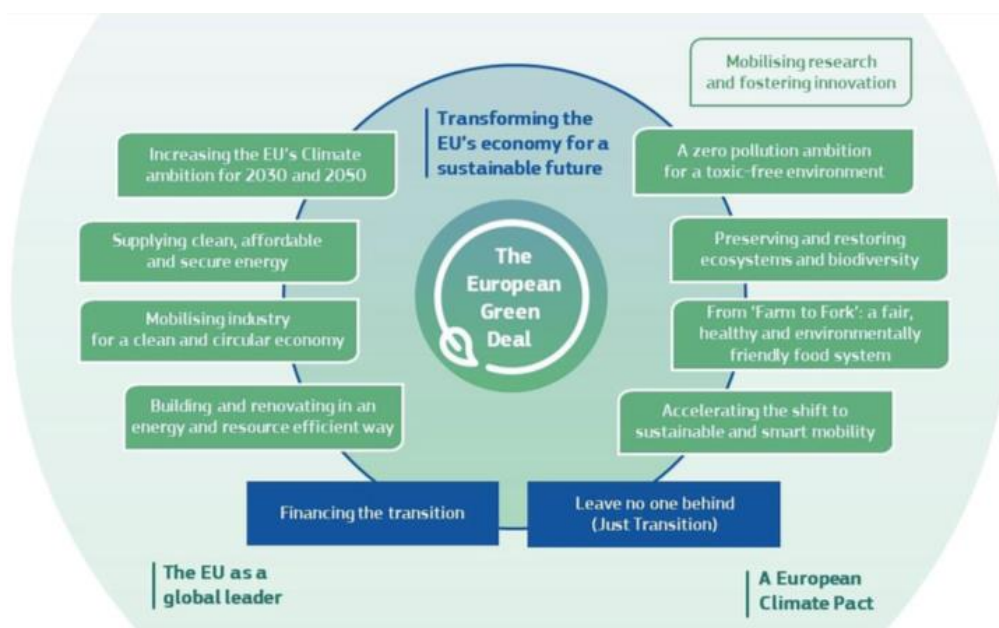 Mobilising research
and fostering innovation
Transforming the
EU's economy for a
sustainable future
Increasing the EU's Climate
ambition for 2030 and 2050
A zero pollution ambition
for a toxic-free environment
Supplying clean, affordable
and secure energy
Preserving and restoring
ecosystems and biodiversity
The
European
Green
Deal
Mobilising industry
for a clean and circular economy
From 'Farm to Fork': a fair,
healthy and environmentally
friendly food system
Building and renovating in an
energy and resource efficient way
Accelerating the shift to
sustainable and smart mobility
Financing the transition
Leave no one behind
(Just Transition)
The EU as a
global leader
A European
Climate Pact